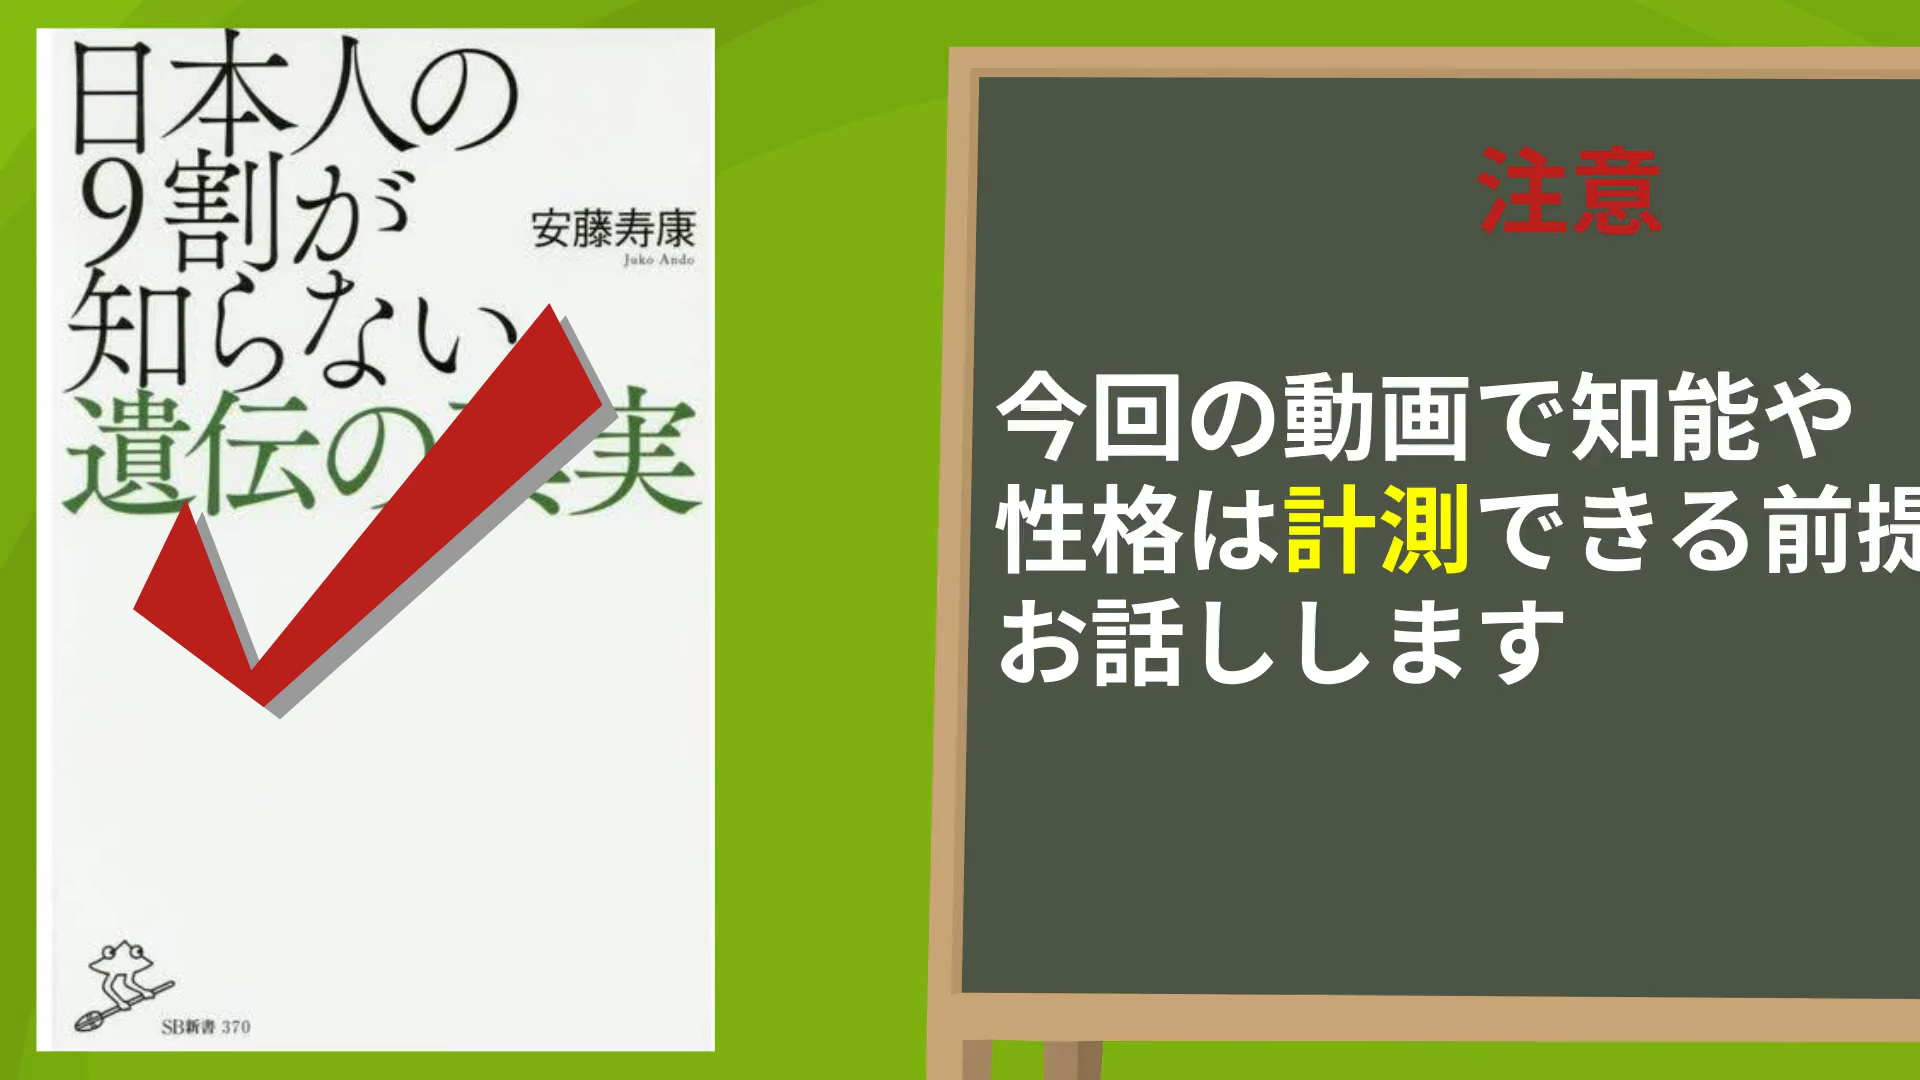 日本人の
9割が
知らない
遺伝の真実
安藤寿康
Juko Ando
SB新書 370
注意
今回の動画で知能や
性格は計測できる前提
お話しします